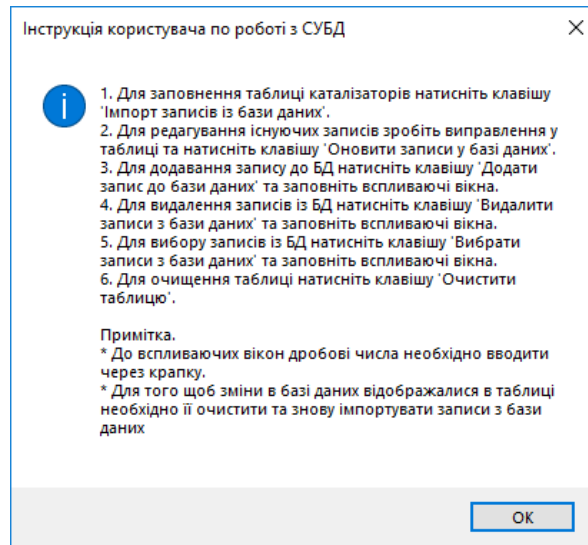 Інструкція користувача по роботі з СУБД
1. Для заповнення таблиці каталізаторів натисніть клавішу
'Імпорт записів із бази даних'.
2. Для редагування існуючих записів зробіть виправлення у
таблиці та натисніть клавішу 'Оновити записи у базі даних'.
3. Для додавання запису до БД натисніть клавішу 'Додати
запис до бази даних' та заповніть вспливаючі вікна.
4. Для видалення записів із БД натисніть клавішу 'Видалити
записи з бази даних' та заповніть вспливаючі вікна.
5. Для вибору записів із БД натисніть клавішу 'Вибрати
записи з бази даних' та заповніть вспливаючі вікна.
6. Для очищення таблиці натисніть клавішу 'Очистити
таблицю'.
Примітка.
* До вспливаючих вікон дробові числа необхідно вводити
через крапку.
* Для того щоб зміни в базі даних відображалися в таблиці
необхідно її очистити та знову імпортувати записи з бази
даних
OK